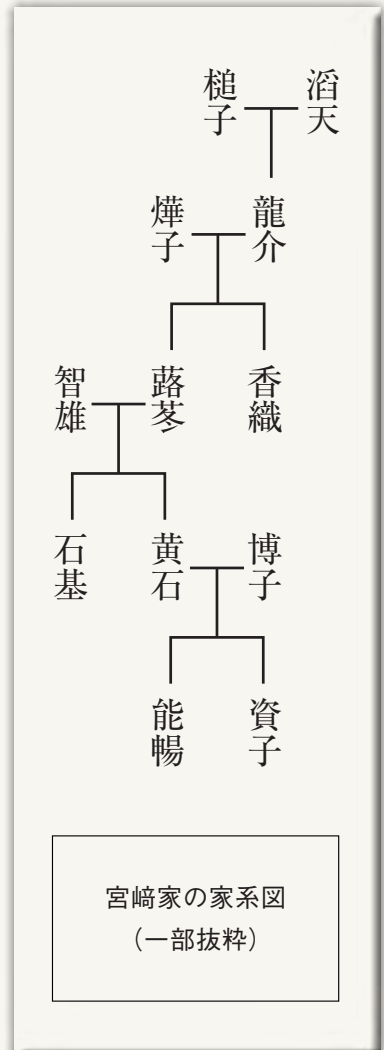 滔天
槌子
龍介
燁子
香織
蕗苳
智雄
博子
黄石
石基
資子
能暢
宮﨑家の家系図
(一部抜粋)